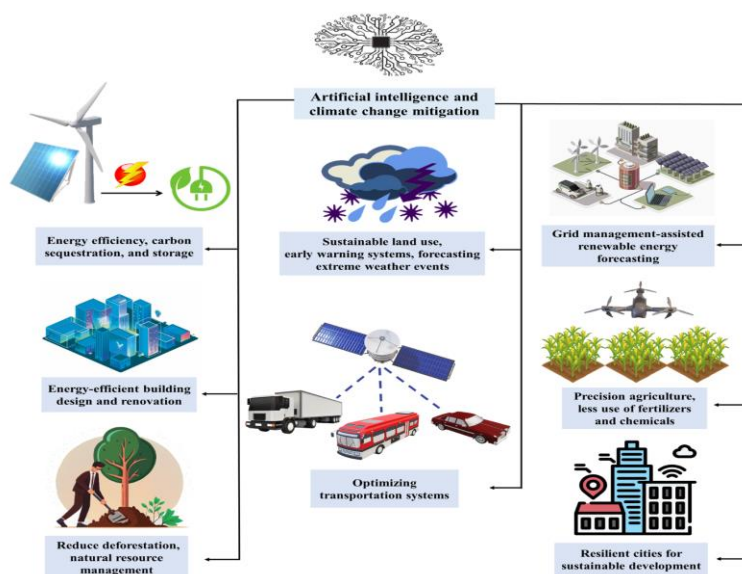 Artificial intelligence and
climate change mitigation
Energy efficiency, carbon
sequestration, and storage
Sustainable land use,
early warning systems, forecasting
extreme weather events
Grid management-assisted
renewable energy
forecasting
Energy-efficient building
design and renovation
Optimizing
transportation systems
Precision agriculture,
less use of fertilizers
and chemicals
Reduce deforestation,
natural resource
management
Resilient cities for
sustainable development